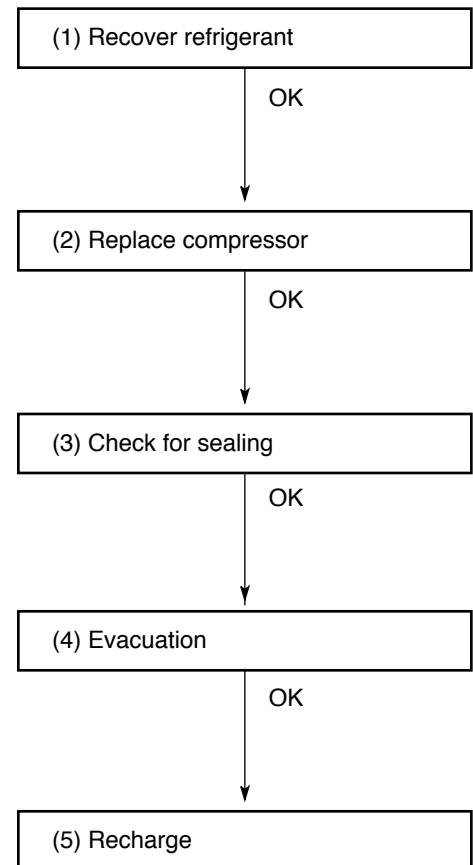 (1) Recover refrigerant
OK
(2) Replace compressor
OK
(3) Check for sealing
OK
(4) Evacuation
OK
(5) Recharge